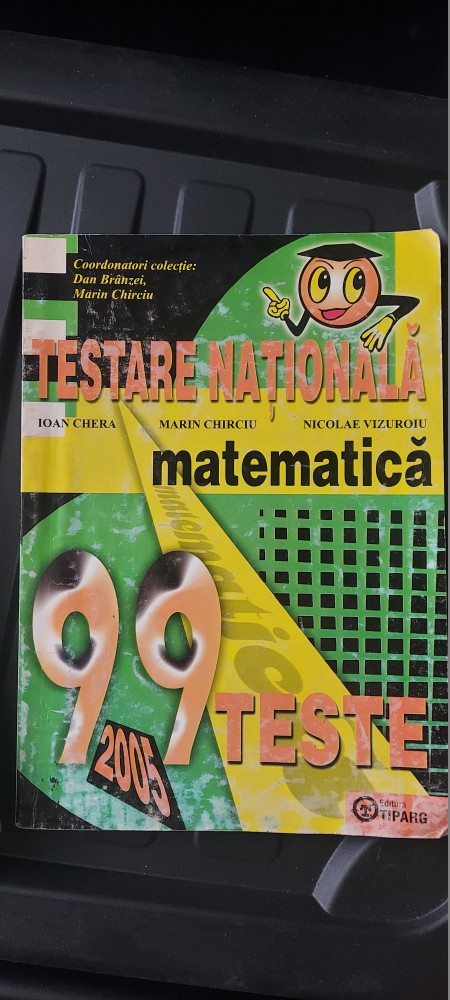 Coordonatori colecție:
Dan Brânzei,
Marin Chirciu
TESTARE NAȚIONALĂ
IOAN CHERA MARIN CHIRCIU NICOLAE VIZUROIU
matematică
matematică
99 TESTE
2005
Editura
TIPARG